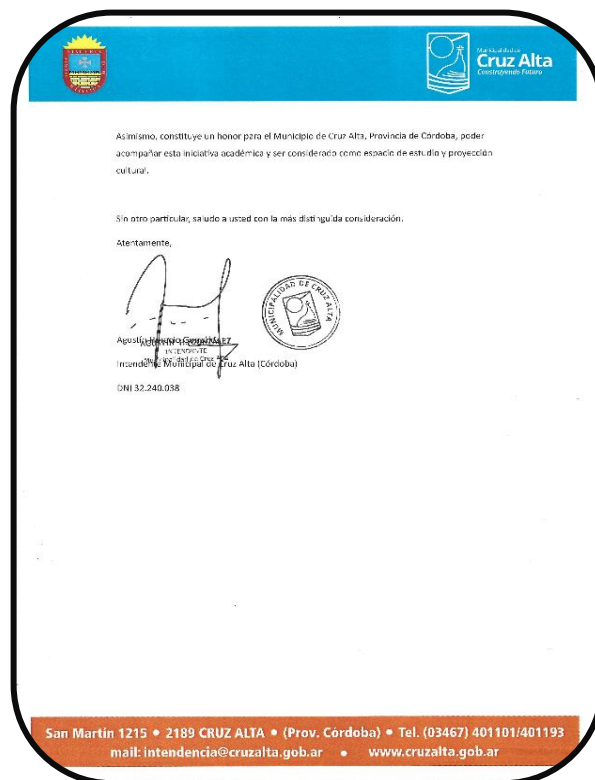 Municipalidad de
Cruz Alta
Construyendo Futuro
Asimismo, constituye un honor para el Municipio de Cruz Alta, Provincia de Córdoba, poder
acompañar esta iniciativa académica y ser considerado como espacio de estudio y proyección
cultural.
Sin otro particular, saludo a usted con la más distinguida consideración.
Atentamente,
MUNICIPALIDAD DE CRUZ ALTA
Agustín
INTENDENTE
Intendente Municipal de Cruz Alta (Córdoba)
DNI 32.240.038
San Martín 1215 • 2189 CRUZ ALTA • (Prov. Córdoba) • Tel. (03467) 401101/401193
mail: intendencia@cruzalta.gob.ar • www.cruzalta.gob.ar